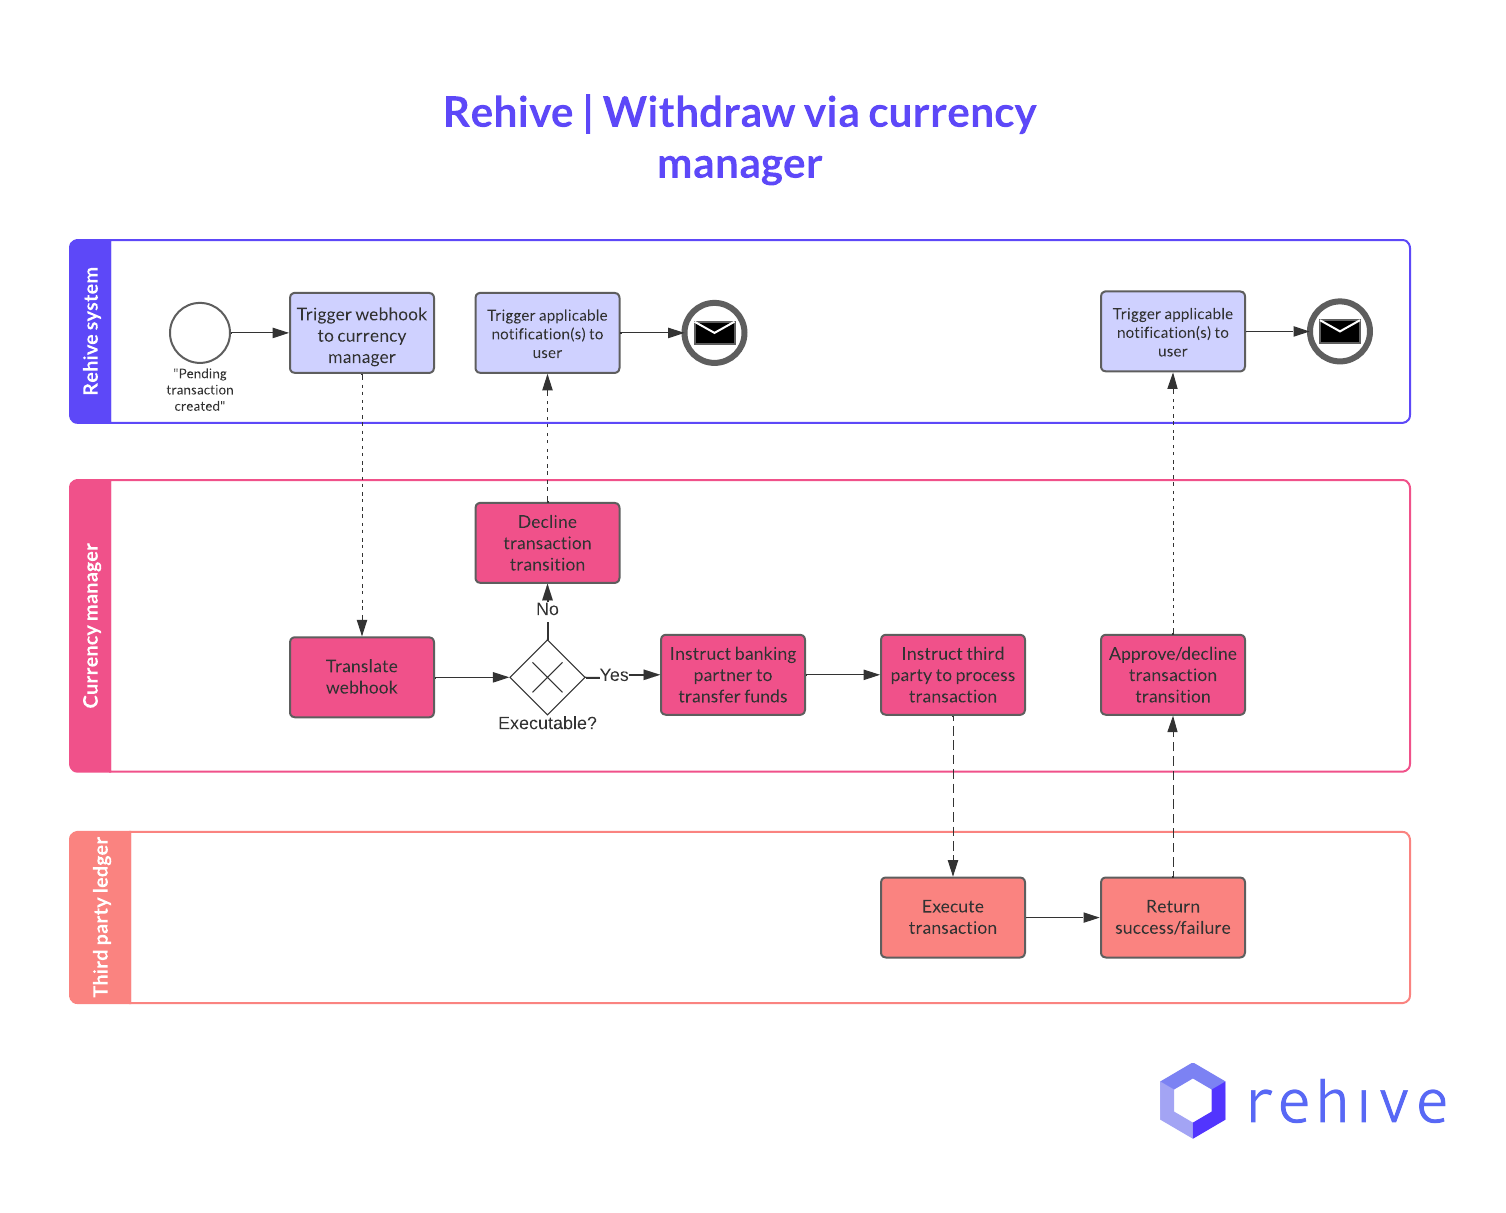 Rehive | Withdraw via currency
manager
Rehive system
"Pending
transaction
created"
Trigger webhook
to currency
manager
Trigger applicable
notification(s) to
user
Trigger applicable
notification(s) to
user
Currency manager
Decline
transaction
transition
No
Translate
webhook
Executable?
Yes
Instruct banking
partner to
transfer funds
Instruct third
party to process
transaction
Approve/decline
transaction
transition
Third party ledger
Execute
transaction
Return
success/failure
rehive